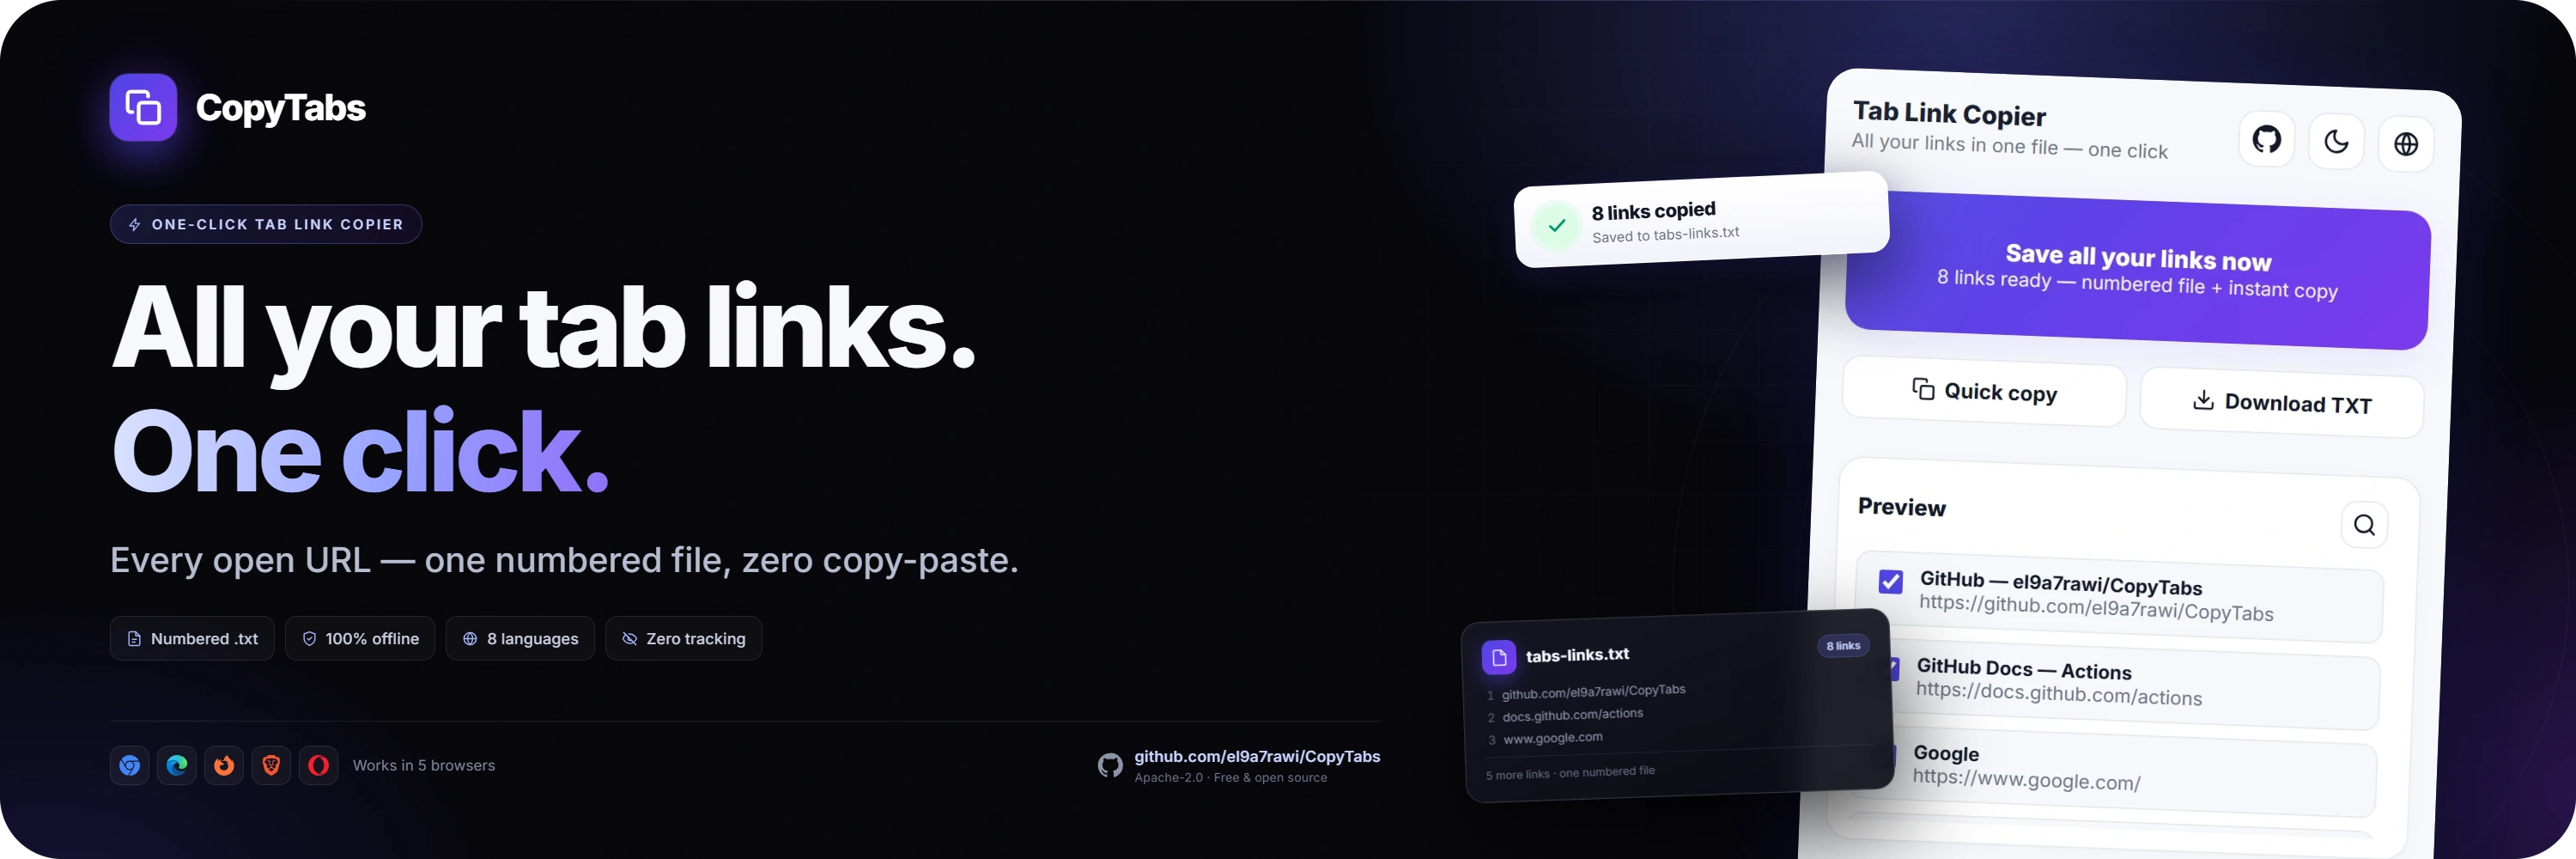 CopyTabs
ONE-CLICK TAB LINK COPIER
All your tab links.
One click.
Every open URL — one numbered file, zero copy-paste.
Numbered .txt
100% offline
8 languages
Zero tracking
Works in 5 browsers
github.com/el9a7rawi/CopyTabs
Apache-2.0 · Free & open source
8 links copied
Saved to tabs-links.txt
tabs-links.txt
8 links
1 github.com/el9a7rawi/CopyTabs
2 docs.github.com/actions
3 www.google.com
5 more links · one numbered file
Tab Link Copier
All your links in one file — one click
Save all your links now
8 links ready — numbered file + instant copy
Quick copy
Download TXT
Preview
GitHub — el9a7rawi/CopyTabs
https://github.com/el9a7rawi/CopyTabs
GitHub Docs — Actions
https://docs.github.com/actions
Google
https://www.google.com/